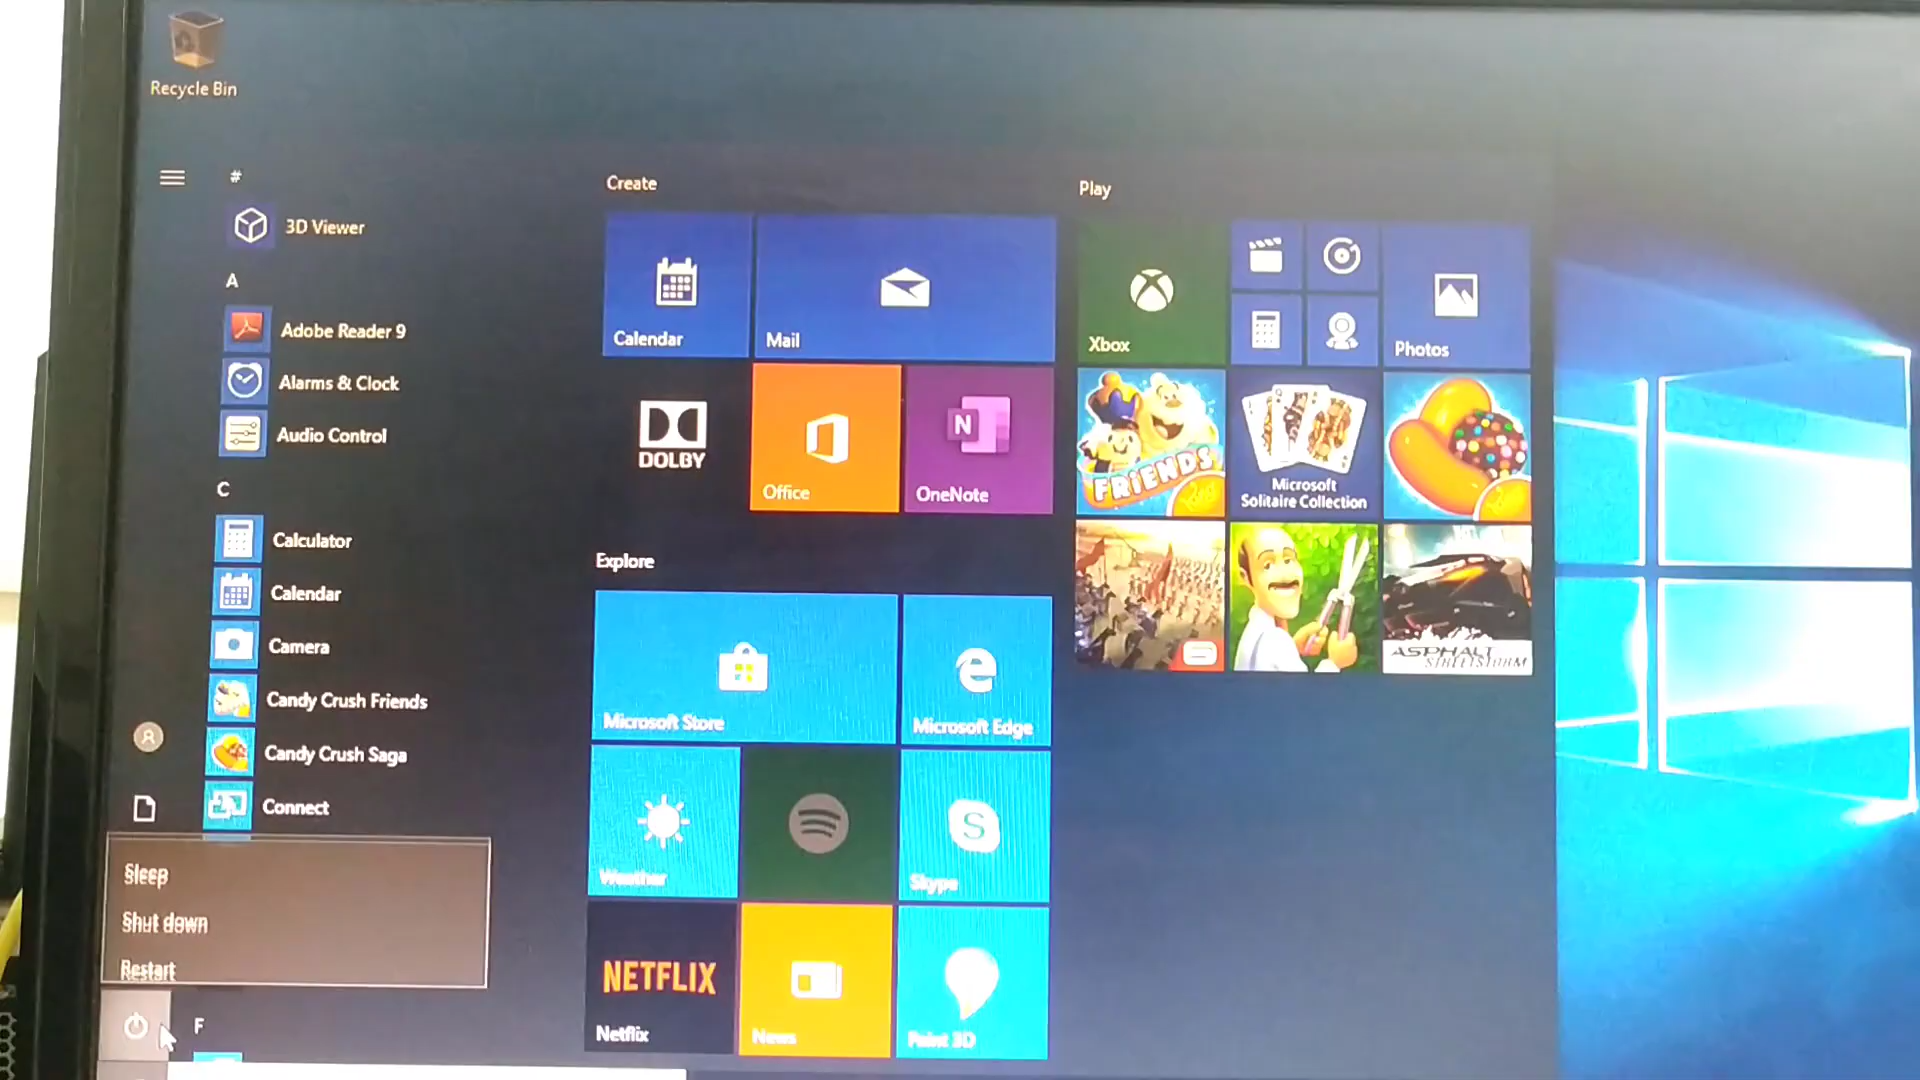 Recycle Bin
#
3D Viewer
A
Adobe Reader 9
Alarms & Clock
Audio Control
C
Calculator
Calendar
Camera
Candy Crush Friends
Candy Crush Saga
Connect
Sleep
Shut down
Restart
F
Create
Calendar
Mail
DOLBY
Office
N
OneNote
Explore
Microsoft Store
Microsoft Edge
Weather
S
Skype
NETFLIX
Netflix
News
Paint 3D
Play
Xbox
Photos
FRIENDS
Microsoft
Solitaire Collection
ASPHALT
STREETSTORM